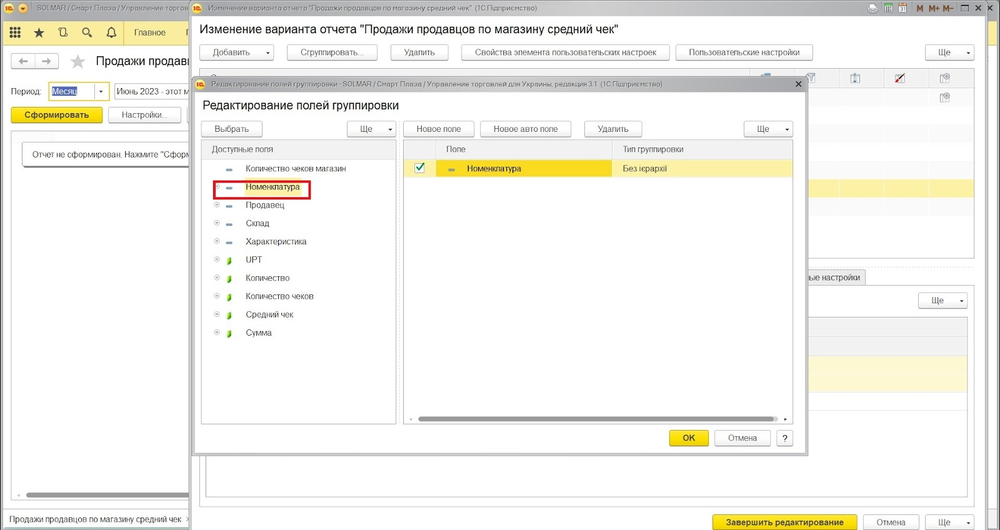 SOLMAR / Смарт Плаза / Управление торгов
Изменение варианта отчета "Продажи продавцов по магазину средний чек" (1С:Підприємство)
M M+ M-
Главное
Изменение варианта отчета "Продажи продавцов по магазину средний чек"
Добавить
Сгруппировать...
Удалить
Свойства элемента пользовательских настроек
Пользовательские настройки
Ще
Продажи продав
Период:
Месяц
Июнь 2023 - этот м
Сформировать
Настройки...
Отчет не сформирован. Нажмите "Сформ
Редактирование полей группировки - SOLMAR / Смарт Плаза / Управление торговлей для Украины, редакция 3.1 (1С:Підприємство)
Редактирование полей группировки
Выбрать
Ще
Новое поле
Новое авто поле
Удалить
Ще
Доступные поля
Поле
Тип группировки
Количество чеков магазин
Номенклатура
Без ієрархії
Номенклатура
Продавец
Склад
Характеристика
UPT
Количество
Количество чеков
Средний чек
Сумма
ые настройки
Ще
OK
Отмена
?
Продажи продавцов по магазину средний чек
Завершить редактирование
Отмена
Ще